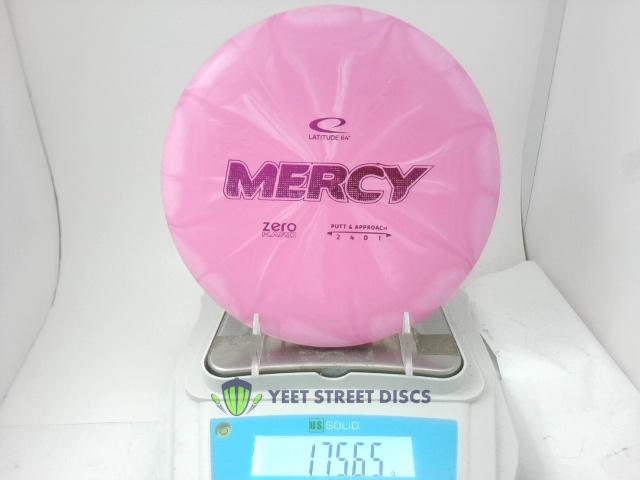 LATITUDE 64°
MERCY
zero
HARD
PUTT & APPROACH
2 4 0 1
YEET STREET DISCS
US SOLID
175.65 g